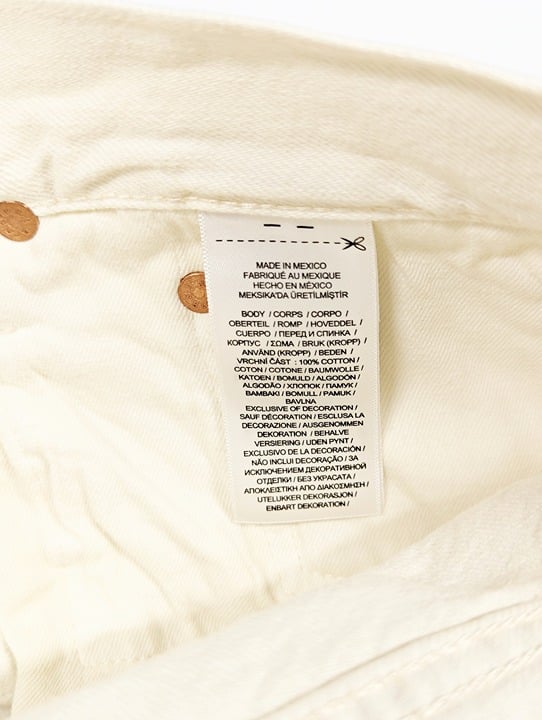 MADE IN MEXICO
FABRIQUÉ AU MEXIQUE
HECHO EN MÉXICO
MEKSIKA'DA ÜRETİLMİŞTİR
BODY / CORPS / CORPO /
OBERTEIL / ROMP / HOVEDDEL /
CUERPO / ПЕРЕД И СПИНКА /
КОРПУС / ΣΩΜΑ / BRUK (KROPP) /
ANVÄND (KROPP) / BEDEN /
VRCHNÍ ČÁST : 100% COTTON /
COTON / COTONE / BAUMWOLLE /
KATOEN / BOMULD / ALGODÓN /
ALGODÃO / ХЛОПОК / ПАМУК /
ΒΑΜΒΑΚΙ / BOMULL / PAMUK /
BAVLNA
EXCLUSIVE OF DECORATION /
SAUF DÉCORATION / ESCLUSA LA
DECORAZIONE / AUSGENOMMEN
DEKORATION / BEHALVE
VERSIERING / UDEN PYNT /
EXCLUSIVO DE LA DECORACIÓN /
NÃO INCLUI DECORAÇÃO / ЗА
ИСКЛЮЧЕНИЕМ ДЕКОРАТИВНОЙ
ОТДЕЛКИ / БЕЗ УКРАСАТА /
ΑΠΟΚΛΕΙΣΤΙΚΗ ΑΠΟ ΔΙΑΚΟΣΜΗΣΗ /
UTELUKKER DEKORASJON /
ENBART DEKORATION /